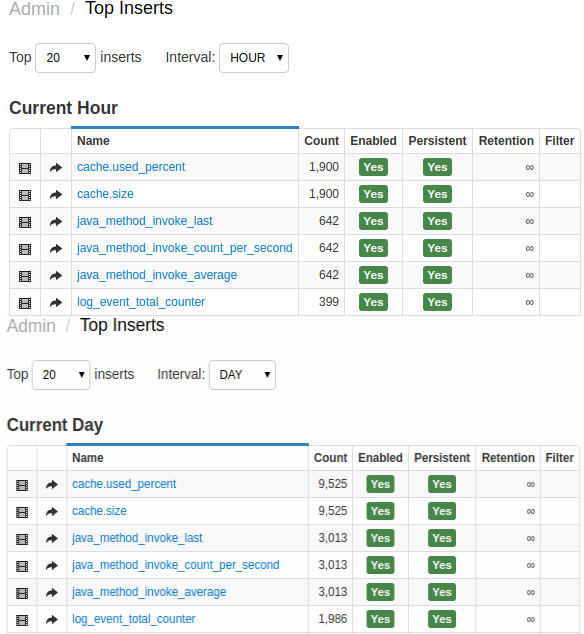 Admin / Top Inserts
Top 20 inserts Interval: HOUR
Current Hour
Name Count Enabled Persistent Retention Filter
cache.used_percent 1,900 Yes Yes ∞
cache.size 1,900 Yes Yes ∞
java_method_invoke_last 642 Yes Yes ∞
java_method_invoke_count_per_second 642 Yes Yes ∞
java_method_invoke_average 642 Yes Yes ∞
log_event_total_counter 399 Yes Yes ∞
Admin / Top Inserts
Top 20 inserts Interval: DAY
Current Day
Name Count Enabled Persistent Retention Filter
cache.used_percent 9,525 Yes Yes ∞
cache.size 9,525 Yes Yes ∞
java_method_invoke_last 3,013 Yes Yes ∞
java_method_invoke_count_per_second 3,013 Yes Yes ∞
java_method_invoke_average 3,013 Yes Yes ∞
log_event_total_counter 1,986 Yes Yes ∞